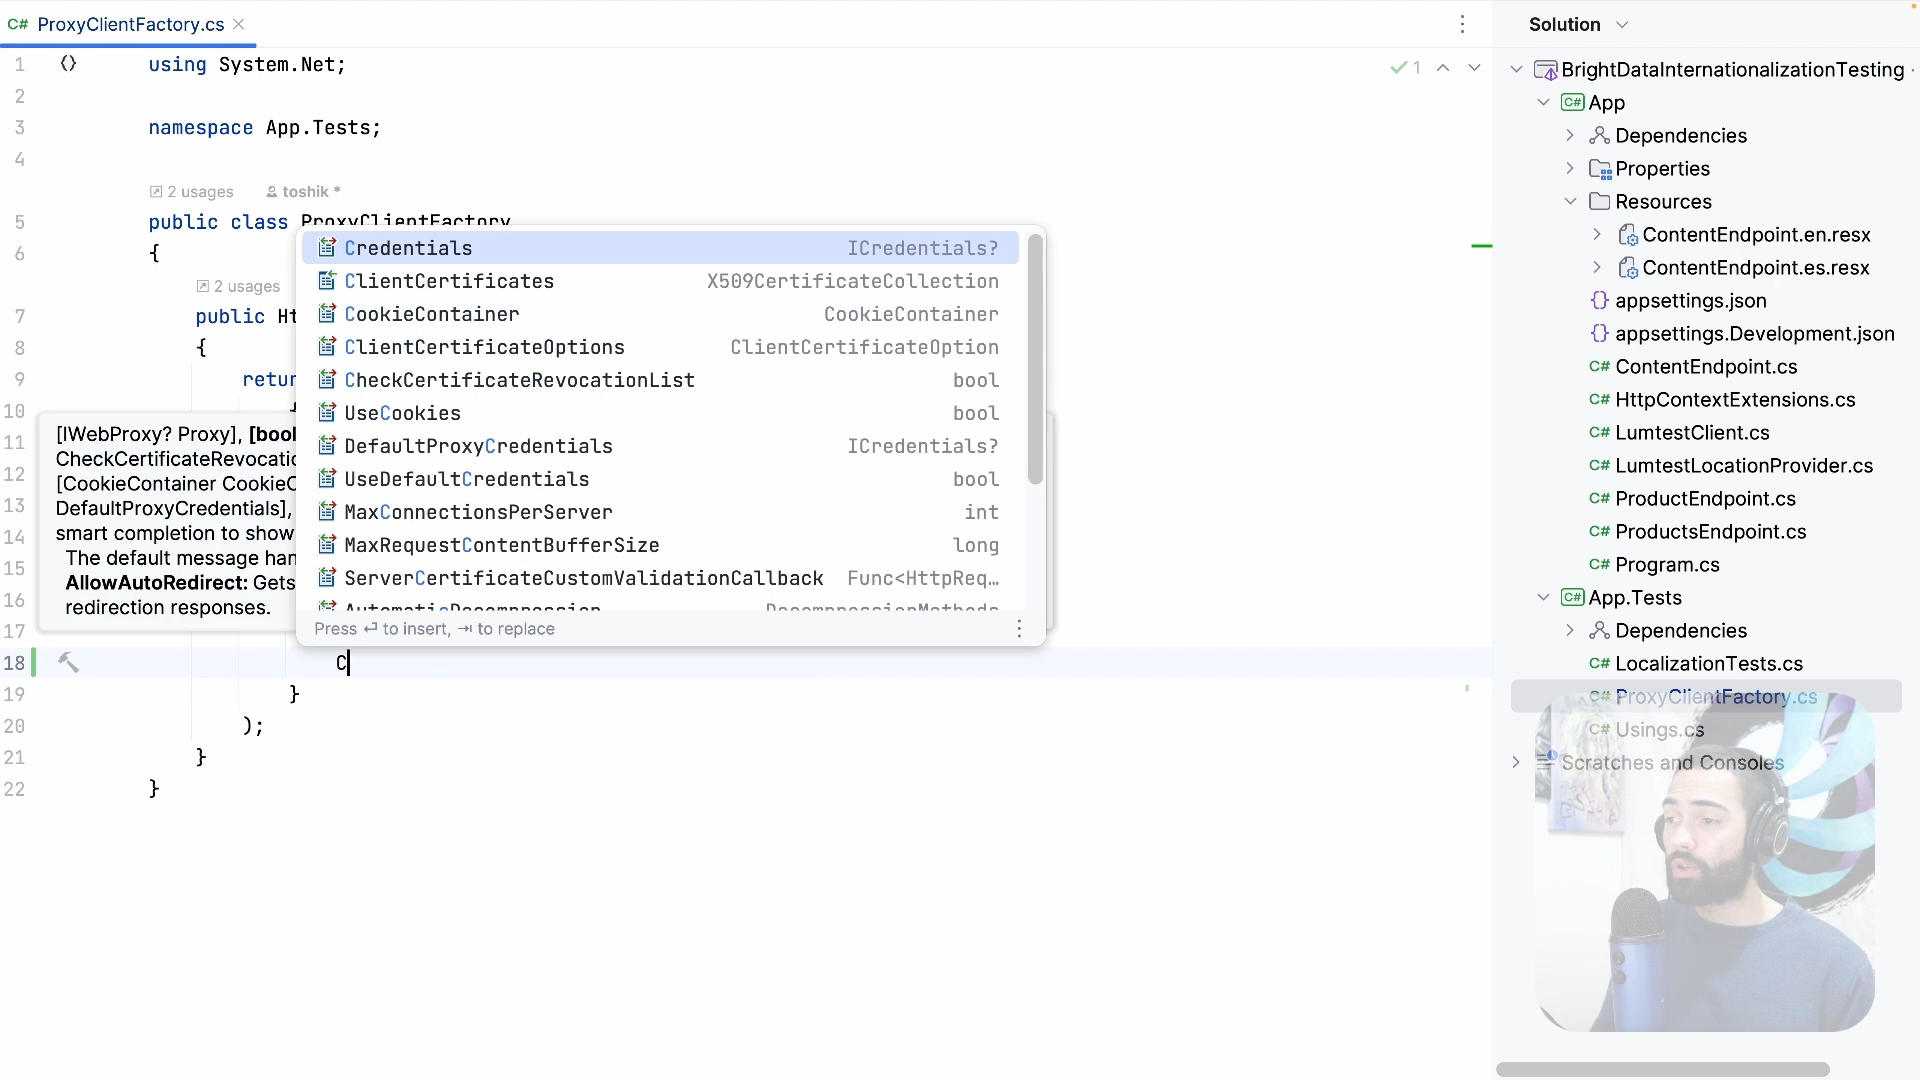 C# ProxyClientFactory.cs
1 using System.Net;
1
2
3 namespace App.Tests;
4
2 usages toshik *
5 public class ProxyClientFactory
6 {
2 usages
7 public Ht
8 {
9 retur
10
11
12
13
14
15
16
17
18 C
19 }
20 );
21 }
22 }
[IWebProxy? Proxy], [bool
CheckCertificateRevocatio
[CookieContainer CookieC
DefaultProxyCredentials],
smart completion to show
The default message han
AllowAutoRedirect: Gets
redirection responses.
Credentials ICredentials?
ClientCertificates X509CertificateCollection
CookieContainer CookieContainer
ClientCertificateOptions ClientCertificateOption
CheckCertificateRevocationList bool
UseCookies bool
DefaultProxyCredentials ICredentials?
UseDefaultCredentials bool
MaxConnectionsPerServer int
MaxRequestContentBufferSize long
ServerCertificateCustomValidationCallback Func<HttpReq…
AutomaticDecompression DecompressionMethods
Press ↵ to insert, ⇥ to replace
Solution
BrightDataInternationalizationTesting
C# App
Dependencies
Properties
Resources
ContentEndpoint.en.resx
ContentEndpoint.es.resx
{} appsettings.json
{} appsettings.Development.json
C# ContentEndpoint.cs
C# HttpContextExtensions.cs
C# LumtestClient.cs
C# LumtestLocationProvider.cs
C# ProductEndpoint.cs
C# ProductsEndpoint.cs
C# Program.cs
C# App.Tests
Dependencies
C# LocalizationTests.cs
C# ProxyClientFactory.cs
C# Usings.cs
Scratches and Consoles